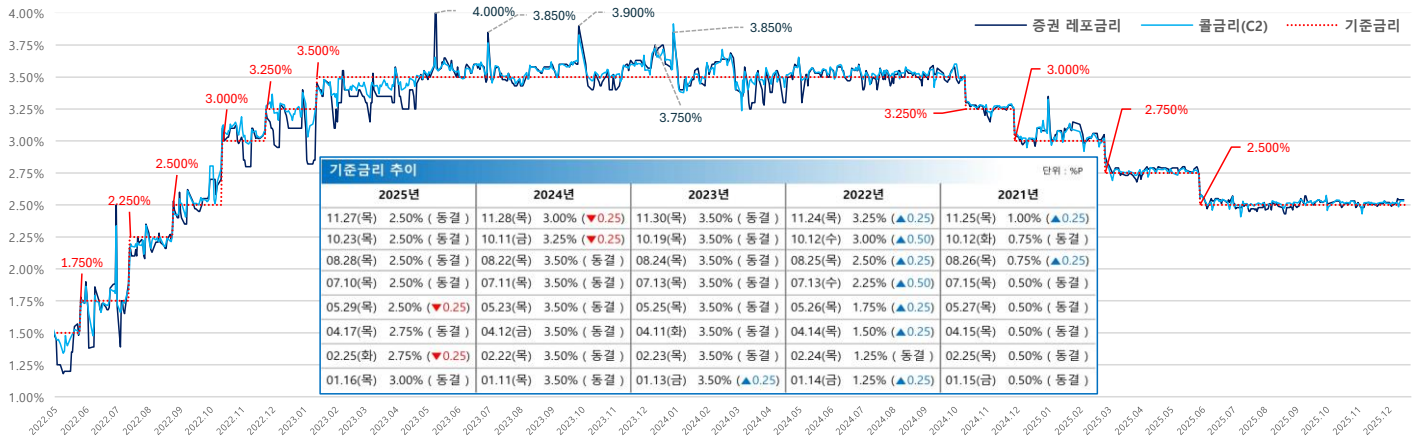 4.00%
3.75%
3.50%
3.25%
3.00%
2.75%
2.50%
2.25%
2.00%
1.75%
1.50%
1.25%
1.00%
증권 레포금리 콜금리(C2) 기준금리
4.000%
3.850%
3.900%
3.850%
3.750%
1.750%
2.250%
2.500%
3.000%
3.250%
3.500%
3.250%
3.000%
2.750%
2.500%
기준금리 추이 단위 : %P
2025년 2024년 2023년 2022년 2021년
11.27(목) 2.50% ( 동결 ) 11.28(목) 3.00% (▼0.25) 11.30(목) 3.50% ( 동결 ) 11.24(목) 3.25% (▲0.25) 11.25(목) 1.00% (▲0.25)
10.23(목) 2.50% ( 동결 ) 10.11(금) 3.25% (▼0.25) 10.19(목) 3.50% ( 동결 ) 10.12(수) 3.00% (▲0.50) 10.12(화) 0.75% ( 동결 )
08.28(목) 2.50% ( 동결 ) 08.22(목) 3.50% ( 동결 ) 08.24(목) 3.50% ( 동결 ) 08.25(목) 2.50% (▲0.25) 08.26(목) 0.75% (▲0.25)
07.10(목) 2.50% ( 동결 ) 07.11(목) 3.50% ( 동결 ) 07.13(목) 3.50% ( 동결 ) 07.13(수) 2.25% (▲0.50) 07.15(목) 0.50% ( 동결 )
05.29(목) 2.50% (▼0.25) 05.23(목) 3.50% ( 동결 ) 05.25(목) 3.50% ( 동결 ) 05.26(목) 1.75% (▲0.25) 05.27(목) 0.50% ( 동결 )
04.17(목) 2.75% ( 동결 ) 04.12(금) 3.50% ( 동결 ) 04.11(화) 3.50% ( 동결 ) 04.14(목) 1.50% (▲0.25) 04.15(목) 0.50% ( 동결 )
02.25(화) 2.75% (▼0.25) 02.22(목) 3.50% ( 동결 ) 02.23(목) 3.50% ( 동결 ) 02.24(목) 1.25% ( 동결 ) 02.25(목) 0.50% ( 동결 )
01.16(목) 3.00% ( 동결 ) 01.11(목) 3.50% ( 동결 ) 01.13(금) 3.50% (▲0.25) 01.14(금) 1.25% (▲0.25) 01.15(금) 0.50% ( 동결 )
2022.05 2022.06 2022.07 2022.08 2022.09 2022.10 2022.11 2022.12 2023.01 2023.02 2023.03 2023.04 2023.05 2023.06 2023.07 2023.08 2023.09 2023.10 2023.11 2023.12 2024.01 2024.02 2024.03 2024.04 2024.05 2024.06 2024.07 2024.08 2024.09 2024.10 2024.11 2024.12 2025.01 2025.02 2025.03 2025.04 2025.05 2025.06 2025.07 2025.08 2025.09 2025.10 2025.11 2025.12